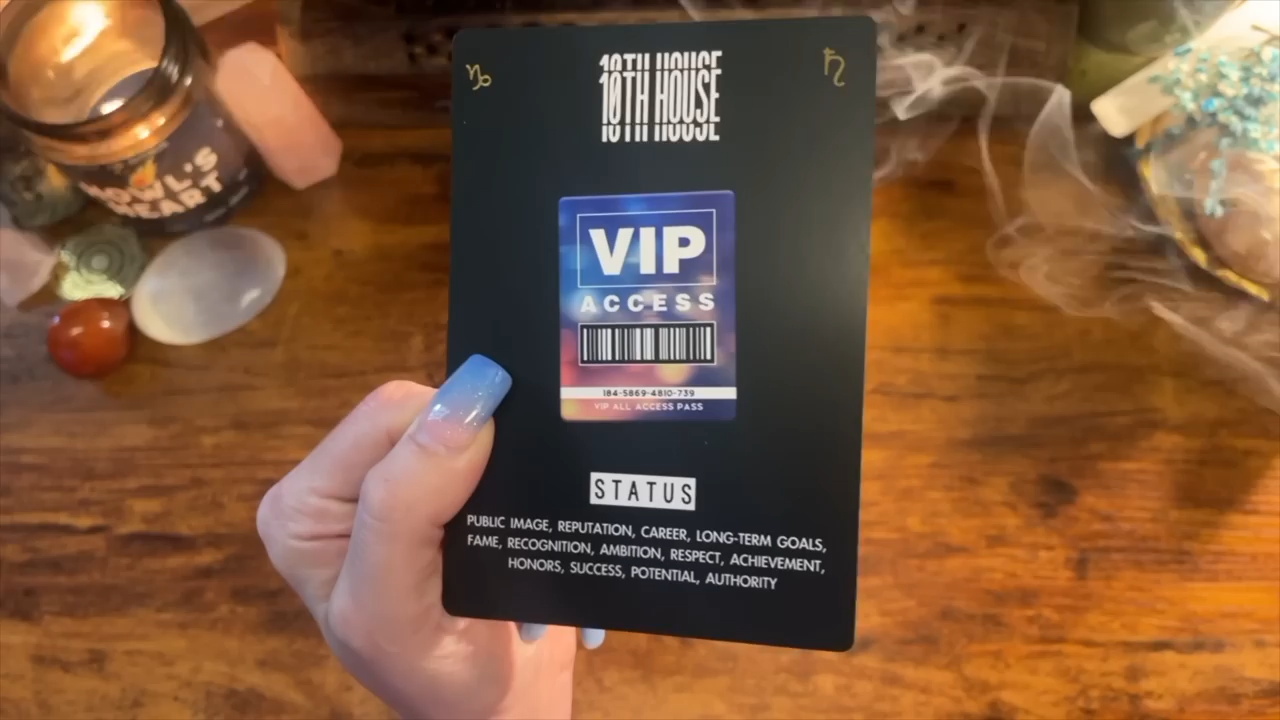 10TH HOUSE
VIP
ACCESS
184-5869-4810-739
VIP ALL ACCESS PASS
STATUS
PUBLIC IMAGE, REPUTATION, CAREER, LONG-TERM GOALS,
FAME, RECOGNITION, AMBITION, RESPECT, ACHIEVEMENT,
HONORS, SUCCESS, POTENTIAL, AUTHORITY
HOWL'S
HEART